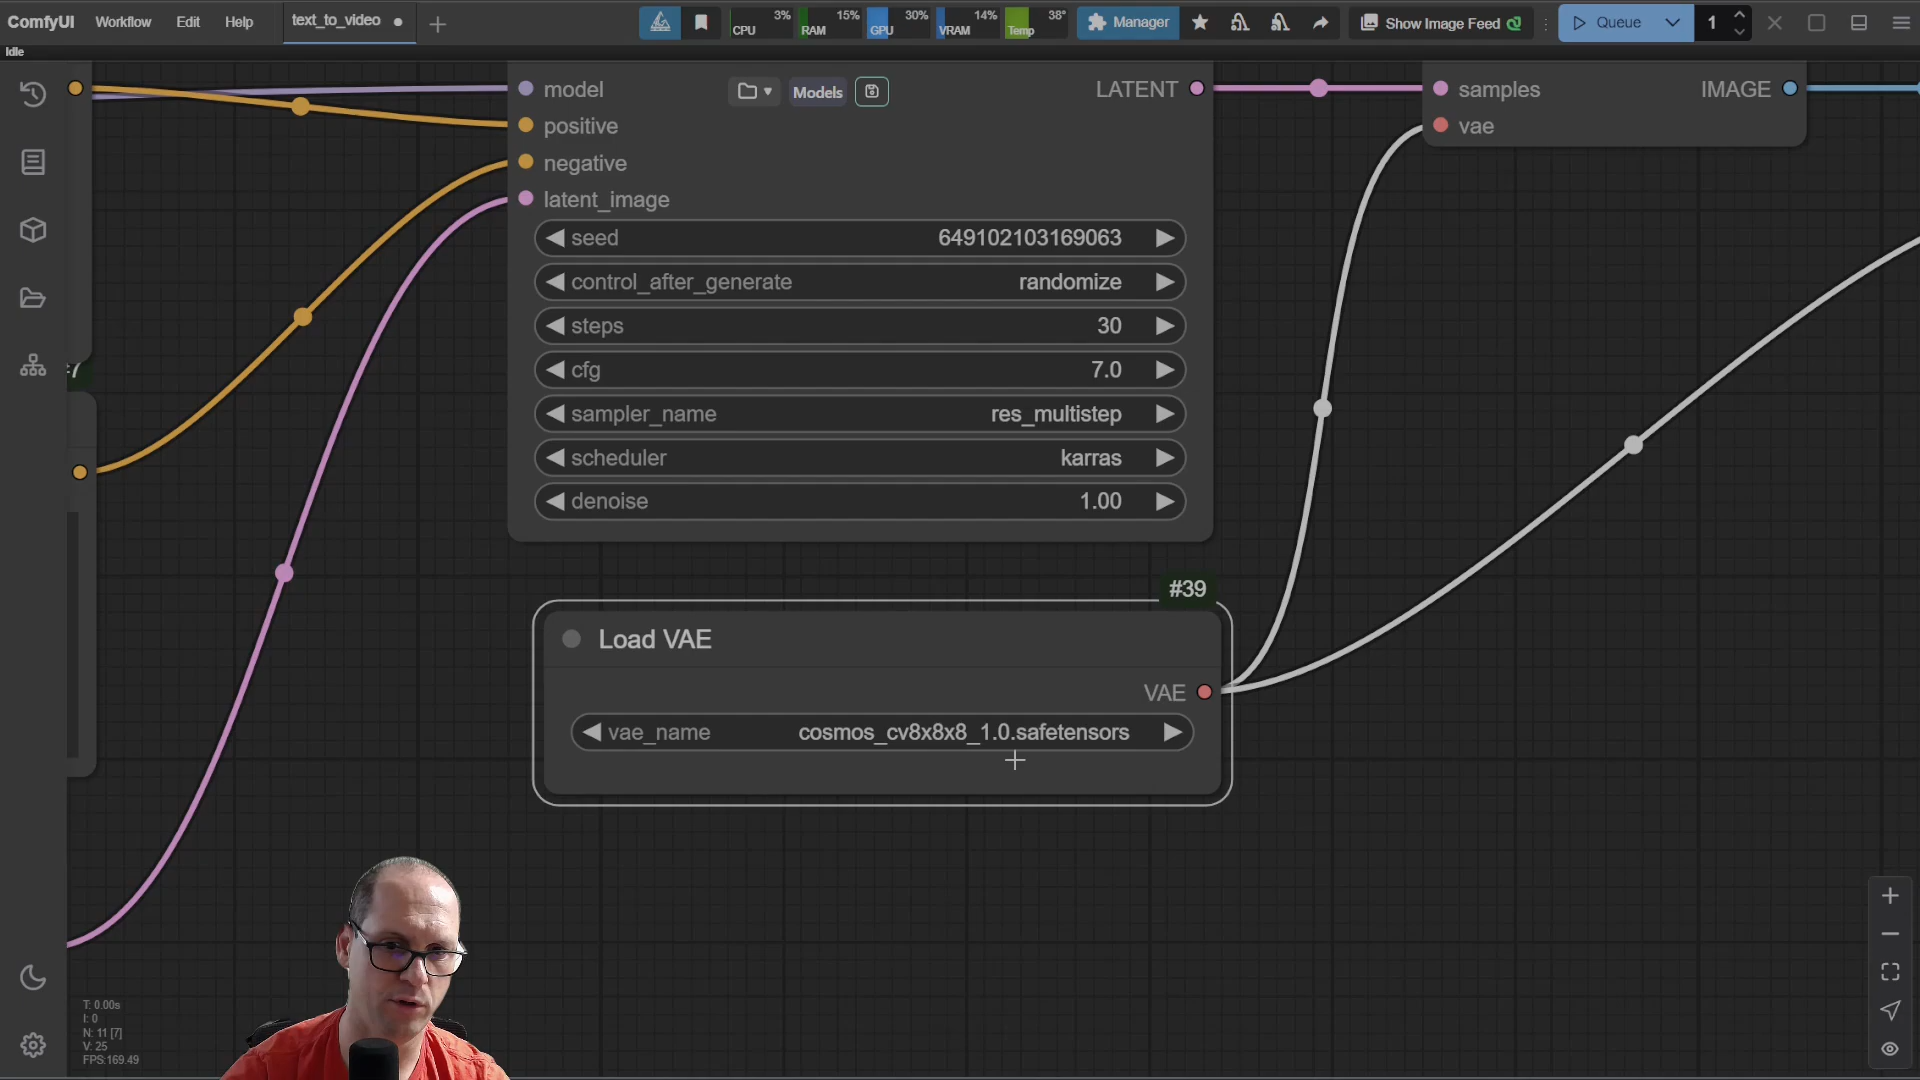 ComfyUI Workflow Edit Help text_to_video
CPU 3% RAM 15% GPU 30% VRAM 14% Temp 38°
Manager
Show Image Feed
Queue 1
Idle
model
Models
LATENT
positive
negative
latent_image
seed 649102103169063
control_after_generate randomize
steps 30
cfg 7.0
sampler_name res_multistep
scheduler karras
denoise 1.00
samples
IMAGE
vae
#39
Load VAE
VAE
vae_name cosmos_cv8x8x8_1.0.safetensors
T: 0.00s
I: 0
N: 11 [7]
V: 25
FPS:169.49